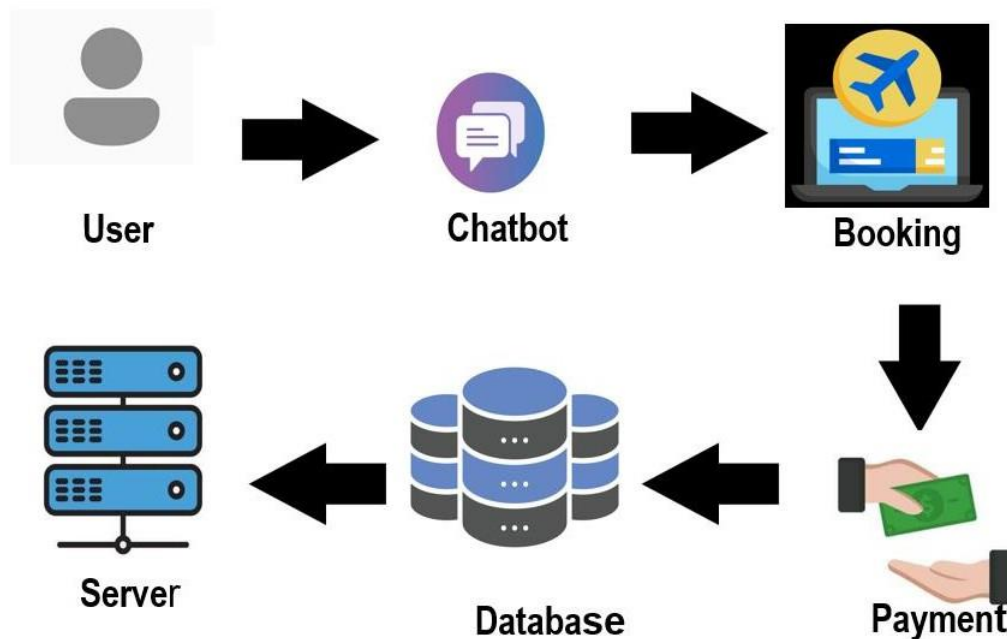 User
Chatbot
Booking
Server
Database
Payment